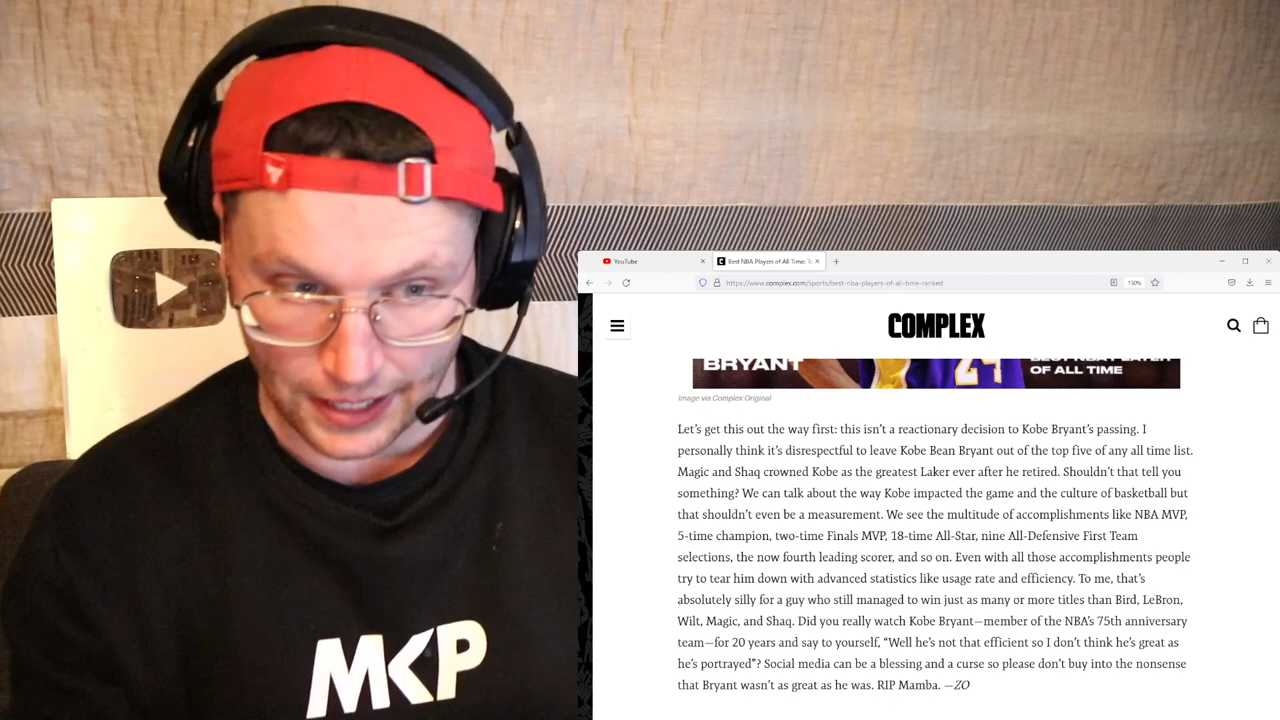 YouTube
Best NBA Players of All Time: T
https://www.complex.com/sports/best-nba-players-of-all-time-ranked
150%
COMPLEX
BRYANT
24
BEST NBA PLAYER
OF ALL TIME
Image via Complex Original
Let’s get this out the way first: this isn’t a reactionary decision to Kobe Bryant’s passing. I
personally think it’s disrespectful to leave Kobe Bean Bryant out of the top five of any all time list.
Magic and Shaq crowned Kobe as the greatest Laker ever after he retired. Shouldn’t that tell you
something? We can talk about the way Kobe impacted the game and the culture of basketball but
that shouldn’t even be a measurement. We see the multitude of accomplishments like NBA MVP,
5-time champion, two-time Finals MVP, 18-time All-Star, nine All-Defensive First Team
selections, the now fourth leading scorer, and so on. Even with all those accomplishments people
try to tear him down with advanced statistics like usage rate and efficiency. To me, that’s
absolutely silly for a guy who still managed to win just as many or more titles than Bird, LeBron,
Wilt, Magic, and Shaq. Did you really watch Kobe Bryant—member of the NBA’s 75th anniversary
team—for 20 years and say to yourself, “Well he’s not that efficient so I don’t think he’s great as
he’s portrayed”? Social media can be a blessing and a curse so please don’t buy into the nonsense
that Bryant wasn’t as great as he was. RIP Mamba. —ZO
MKP